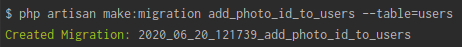 $ php artisan make:migration add_photo_id_to_users --table=users
Created Migration: 2020_06_20_121739_add_photo_id_to_users